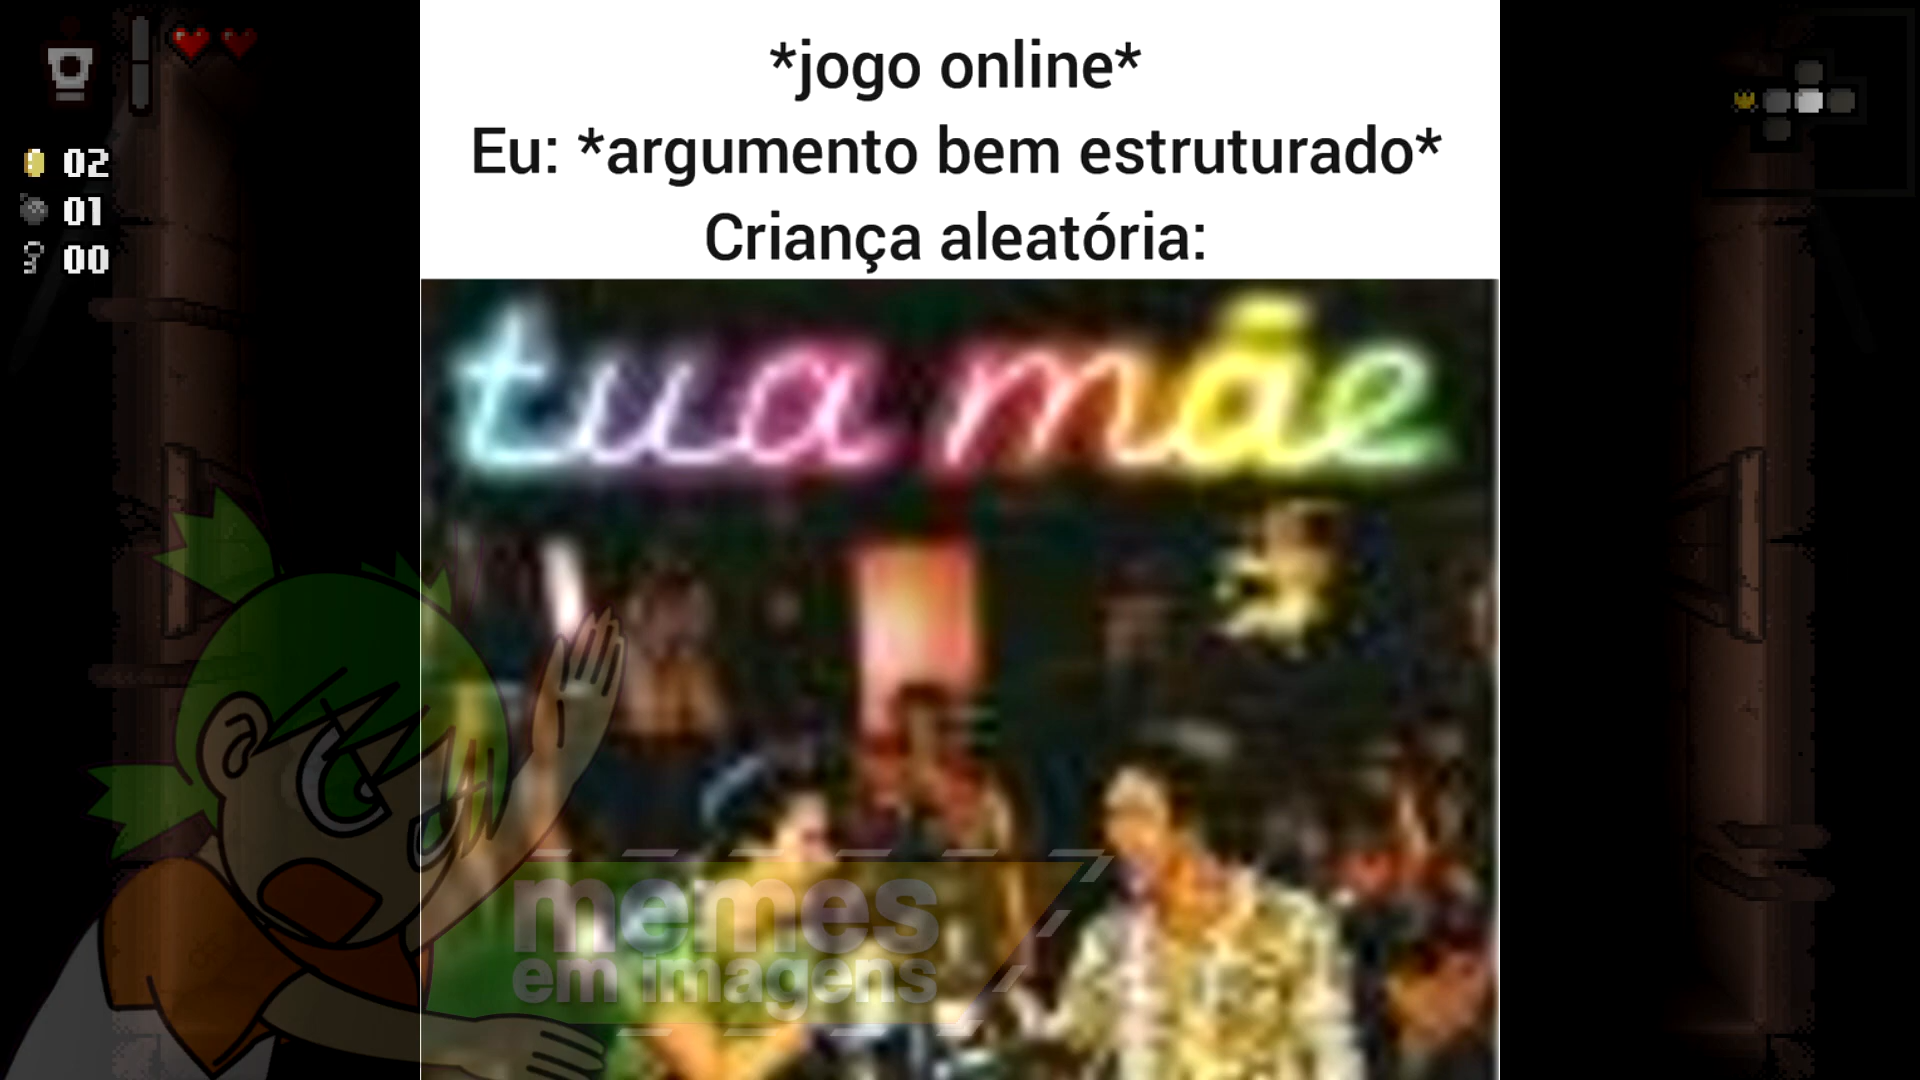 *jogo online*
Eu: *argumento bem estruturado*
Criança aleatória:
tua mãe
02
01
00
memes
em imagens